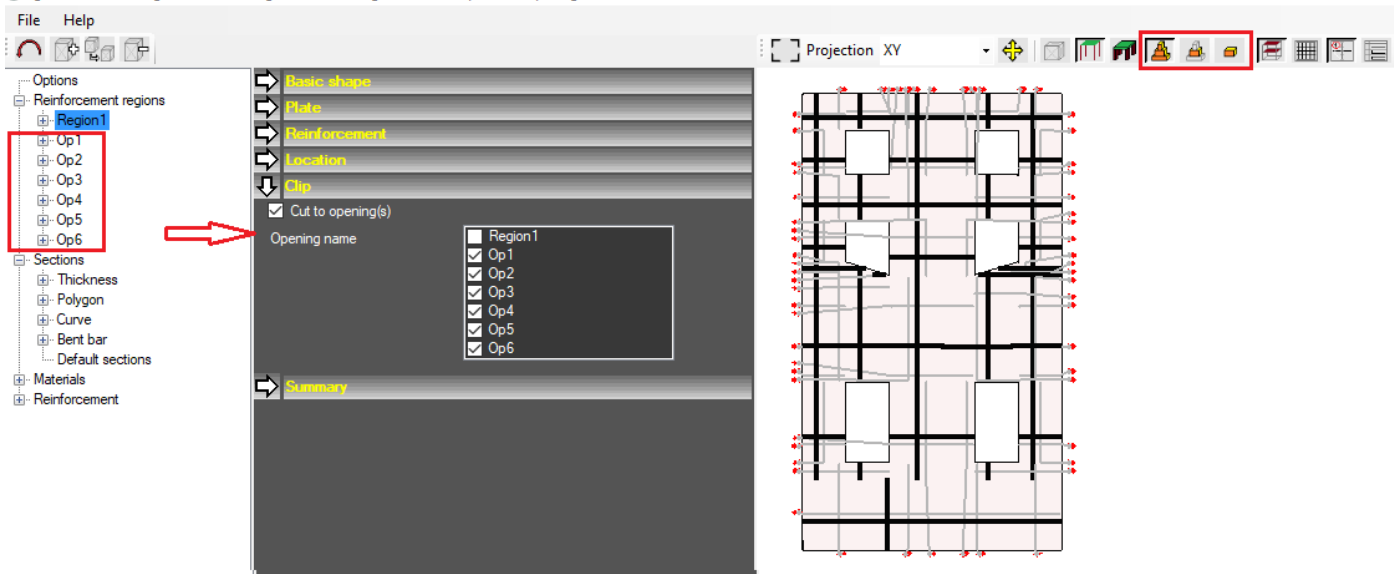 File Help
Projection XY
Options
Reinforcement regions
Region1
Op1
Op2
Op3
Op4
Op5
Op6
Sections
Thickness
Polygon
Curve
Bent bar
Default sections
Materials
Reinforcement
Basic shape
Plate
Reinforcement
Location
Clip
Cut to opening(s)
Opening name
Region1
Op1
Op2
Op3
Op4
Op5
Op6
Summary